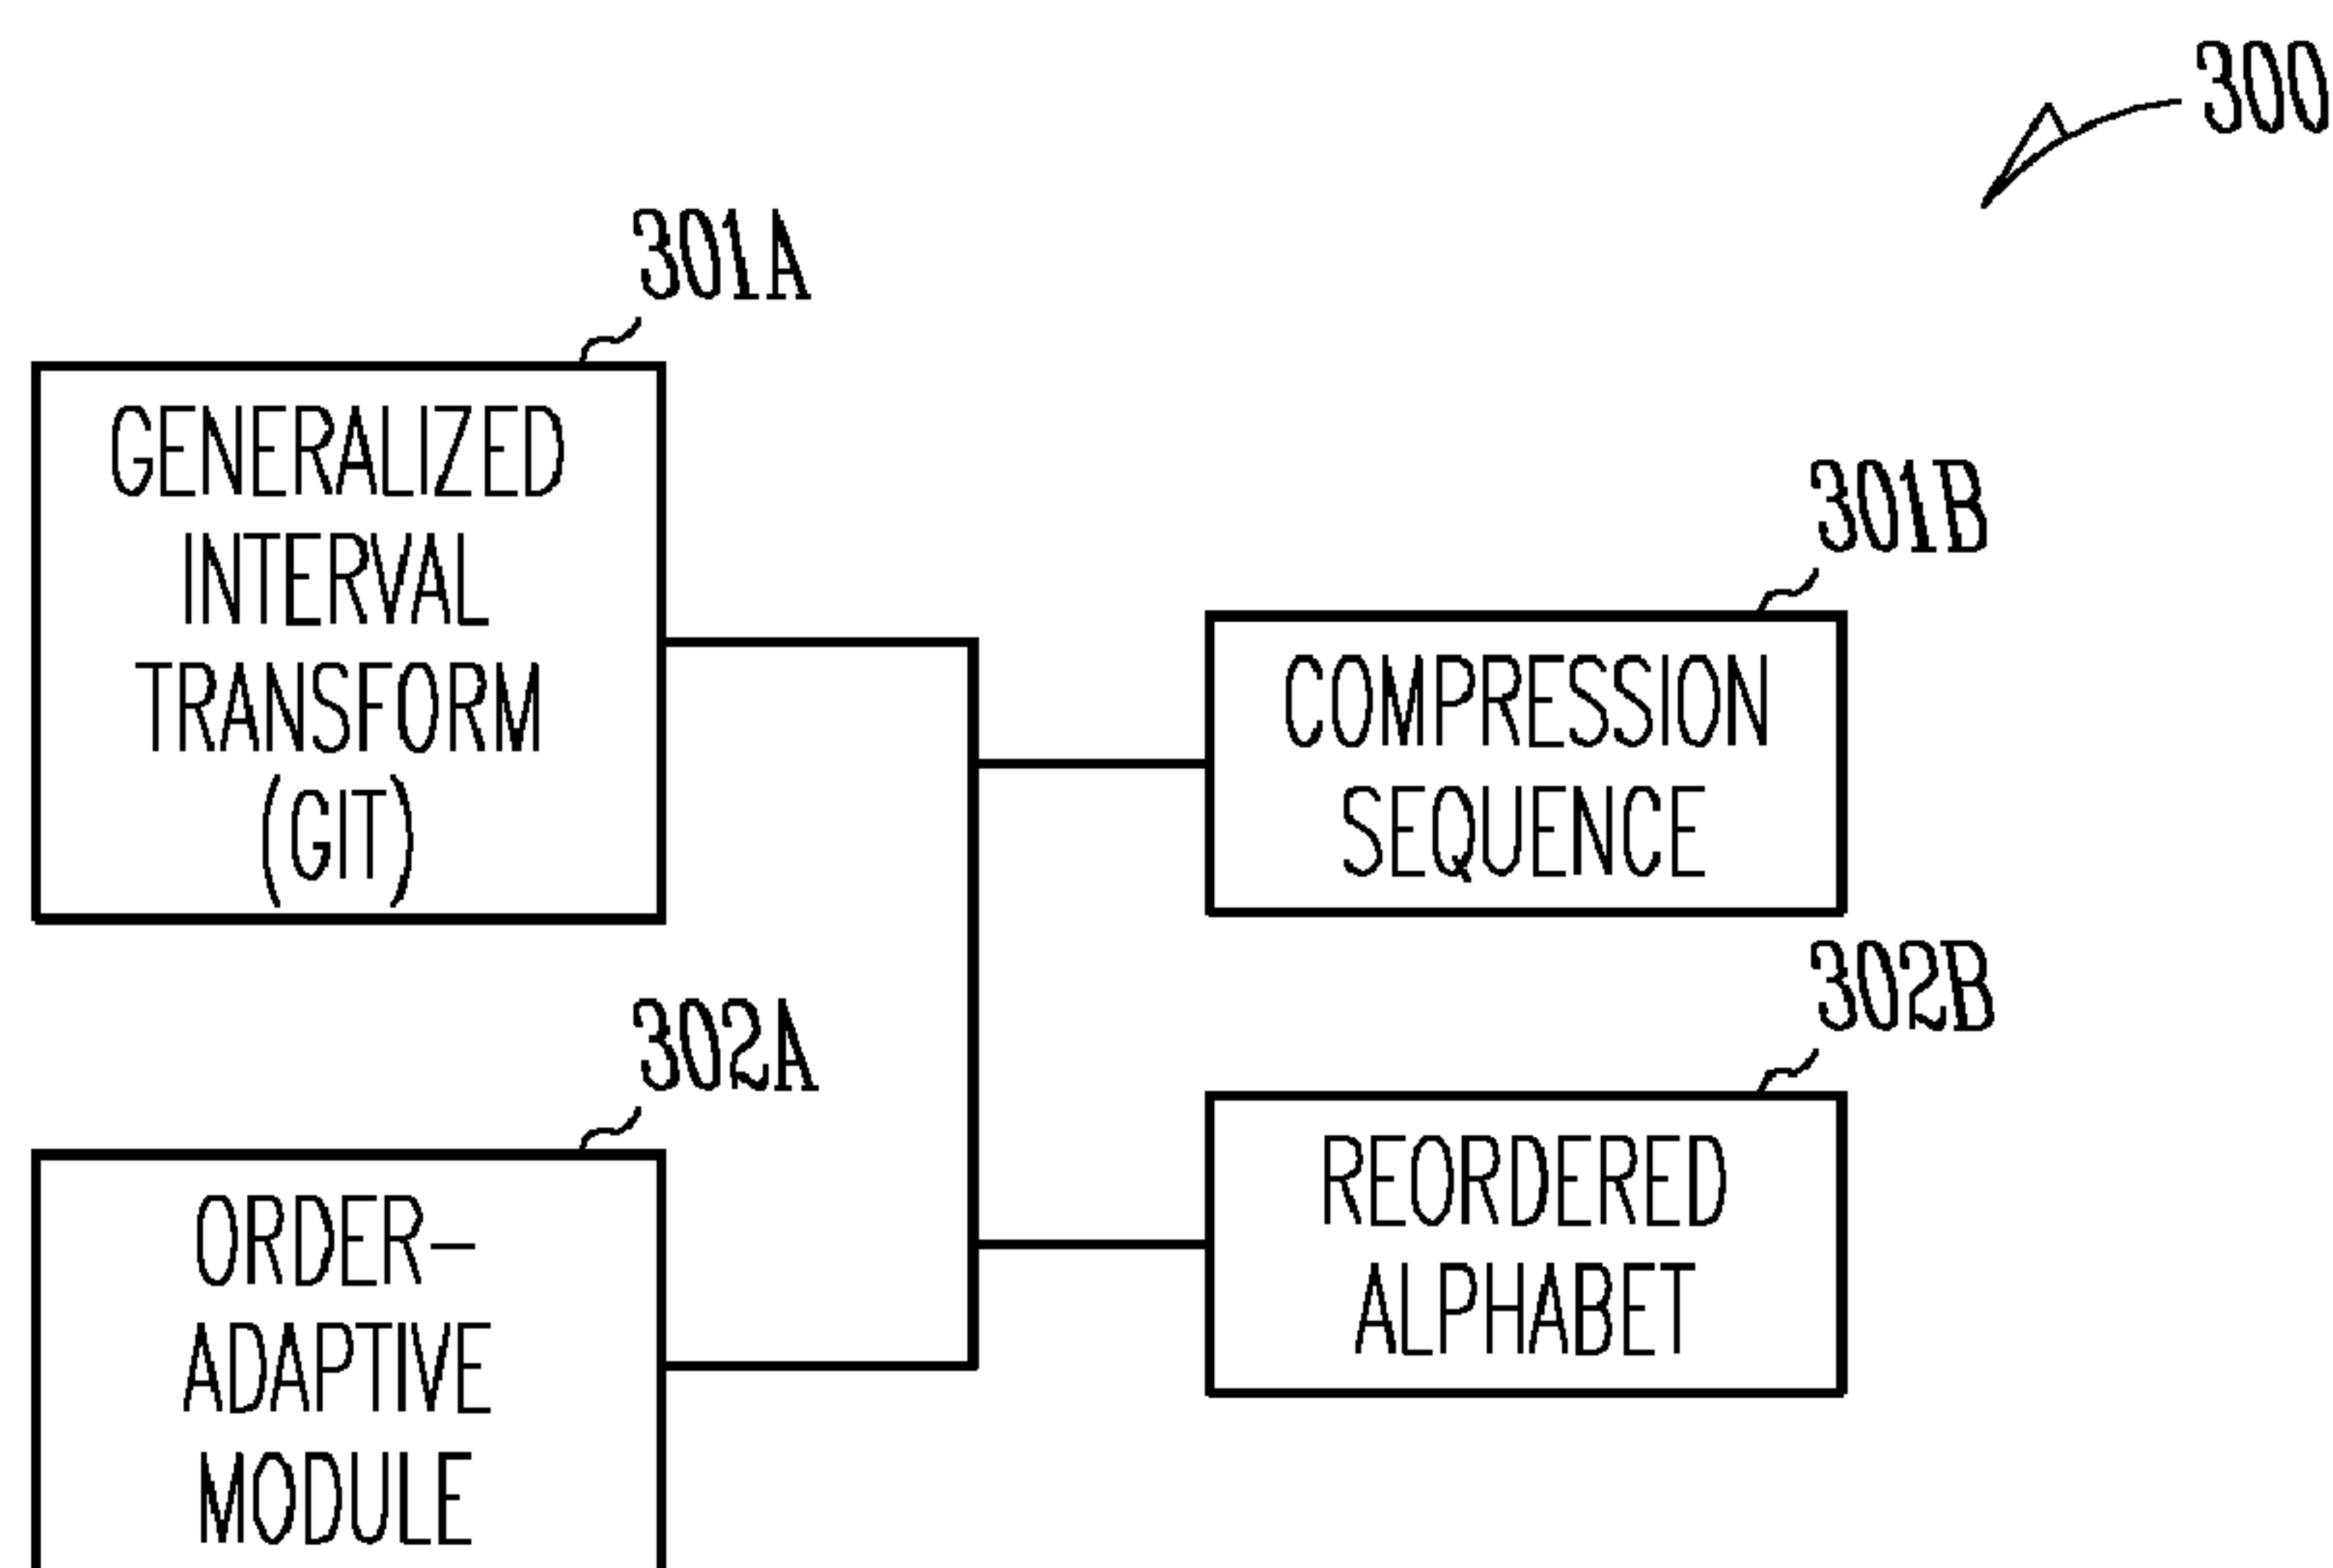 300
301A
GENERALIZED
INTERVAL
TRANSFORM
(GIT)
301B
COMPRESSION
SEQUENCE
302A
ORDER-
ADAPTIVE
MODULE
302B
REORDERED
ALPHABET